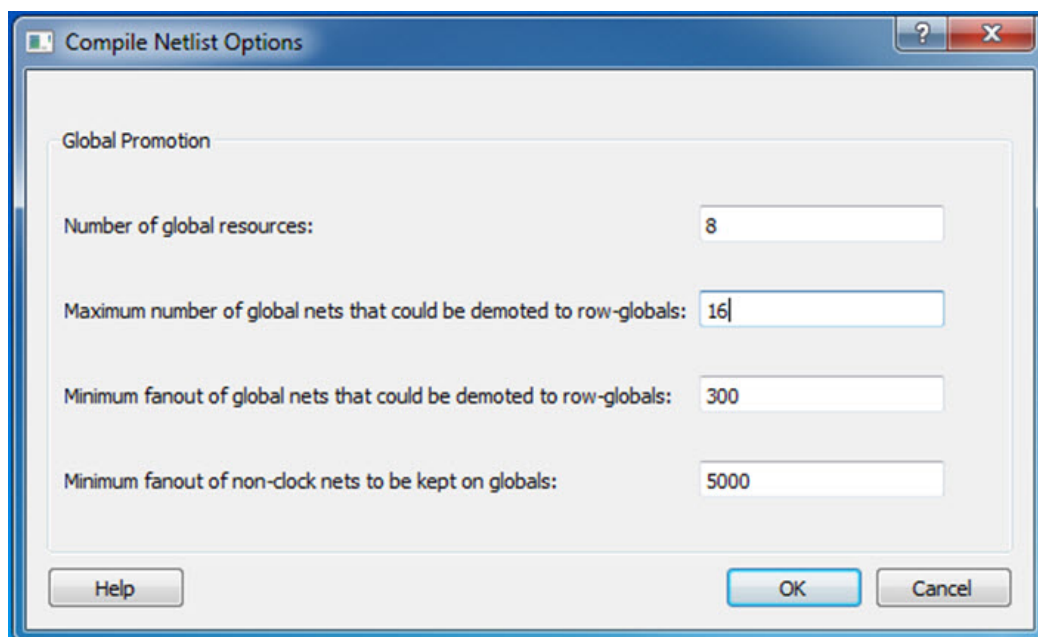 Compile Netlist Options
Global Promotion
Number of global resources: 8
Maximum number of global nets that could be demoted to row-globals: 16
Minimum fanout of global nets that could be demoted to row-globals: 300
Minimum fanout of non-clock nets to be kept on globals: 5000
Help OK Cancel